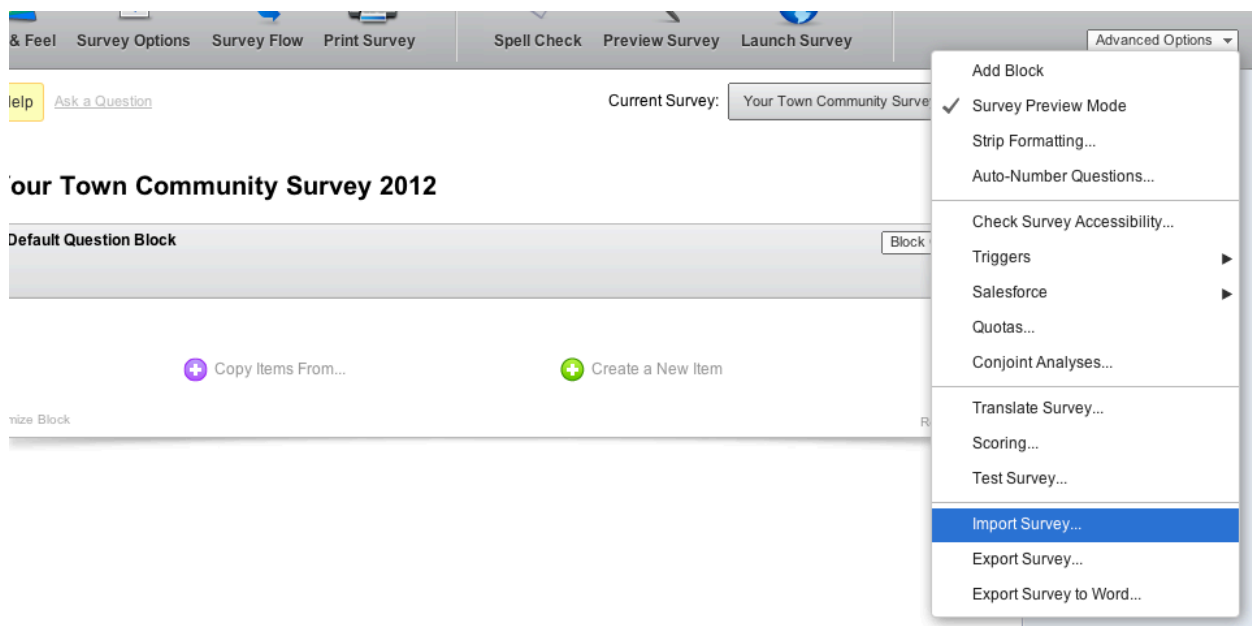 & Feel Survey Options Survey Flow Print Survey Spell Check Preview Survey Launch Survey Advanced Options
Help Ask a Question Current Survey: Your Town Community Surve
Your Town Community Survey 2012
Default Question Block Block
Copy Items From... Create a New Item
mize Block R
Add Block
Survey Preview Mode
Strip Formatting...
Auto-Number Questions...
Check Survey Accessibility...
Triggers
Salesforce
Quotas...
Conjoint Analyses...
Translate Survey...
Scoring...
Test Survey...
Import Survey...
Export Survey...
Export Survey to Word...